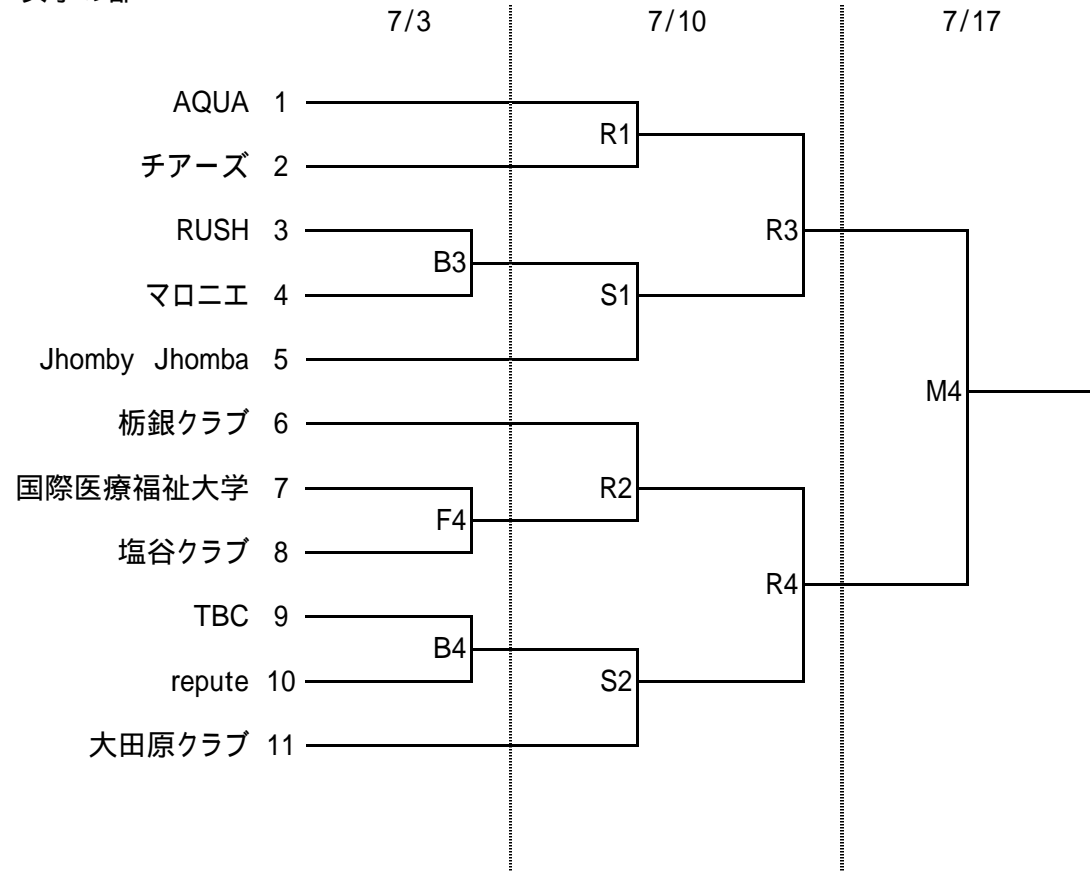 7/3 7/10 7/17
AQUA 1
R1
チアーズ 2
RUSH 3
R3
B3
マロニエ 4
S1
Jhomby Jhomba 5
M4
栃銀クラブ 6
国際医療福祉大学 7
R2
F4
塩谷クラブ 8
R4
TBC 9
B4
repute 10
S2
大田原クラブ 11